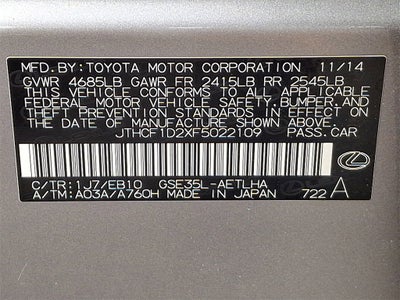 MFD.BY:TOYOTA MOTOR CORPORATION 11/14
GVWR 4685LB GAWR FR 2415LB RR 2545LB
THIS VEHICLE CONFORMS TO ALL APPLICABLE
FEDERAL MOTOR VEHICLE SAFETY,BUMPER,AND
THEFT PREVENTION STANDARDS IN EFFECT ON
THE DATE OF MANUFACTURE SHOWN ABOVE.
JTHCF1D2XF5022109 PASS.CAR
C/TR:1J7/EB10 GSE35L-AETLHA
A/TM:A03A/A760H MADE IN JAPAN 722 A